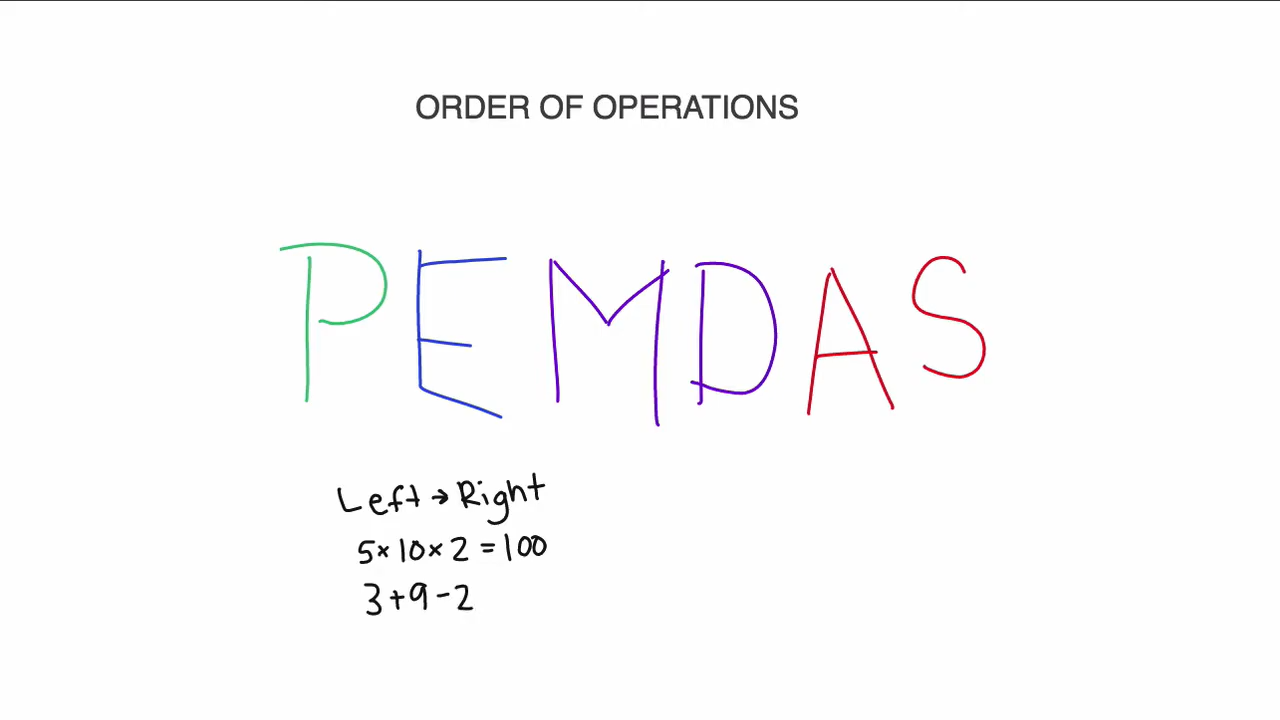 ORDER OF OPERATIONS
PEMDAS
Left → Right
5×10×2=100
3+9-2